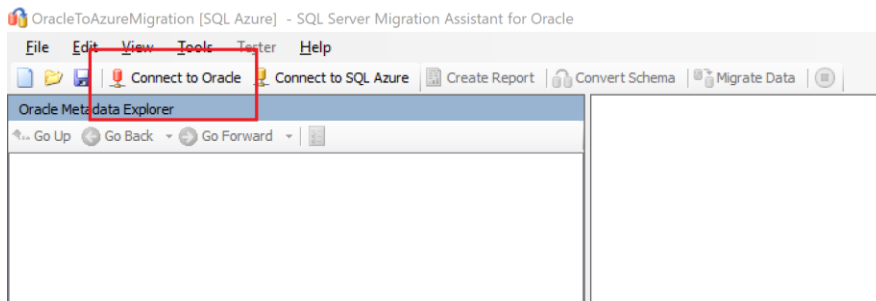 OracleToAzureMigration [SQL Azure] - SQL Server Migration Assistant for Oracle
File Edit View Tools Tester Help
Connect to Oracle Connect to SQL Azure Create Report Convert Schema Migrate Data
Oracle Metadata Explorer
Go Up Go Back Go Forward